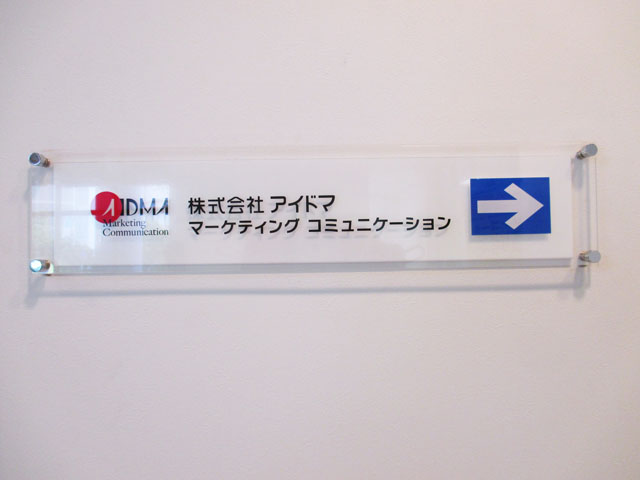 AIDMA
Marketing
Communication
株式会社 アイドマ
マーケティング コミュニケーション